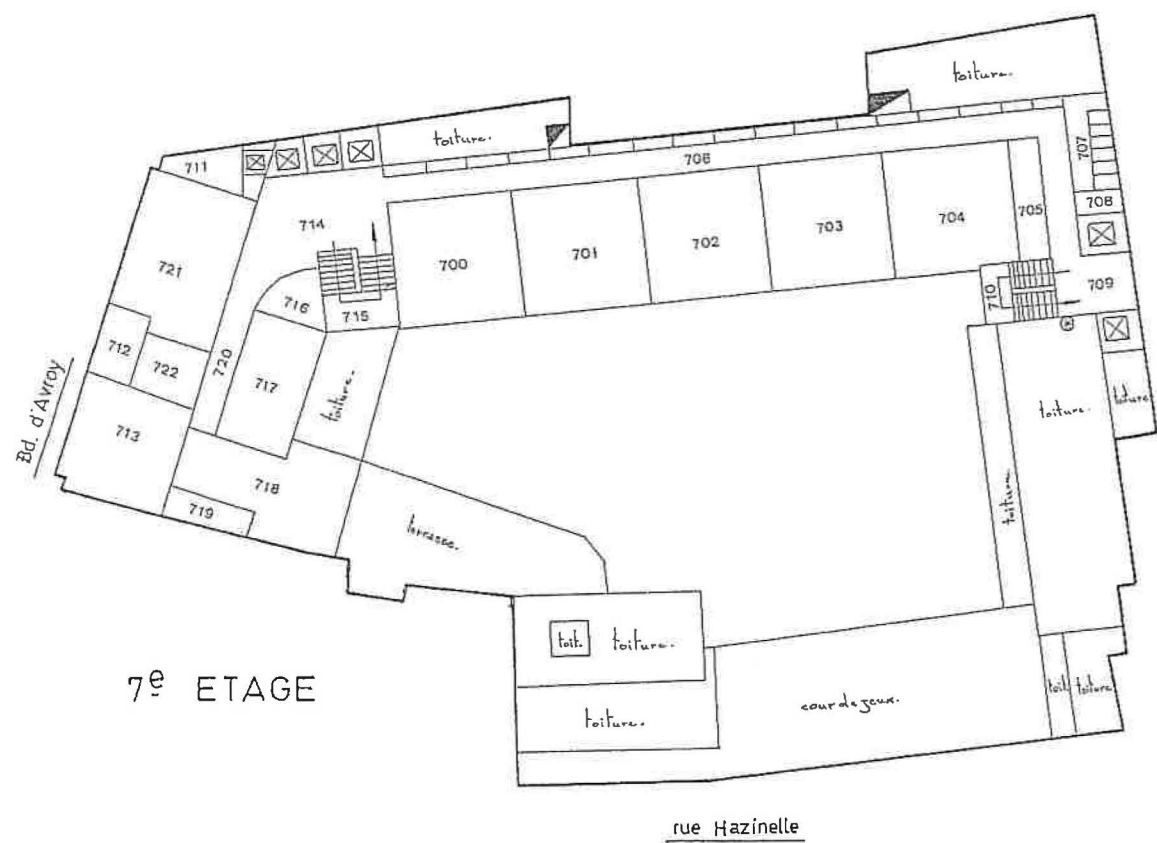 toiture.
toiture.
711
714
708
707
708
721
700
701
702
703
704
705
709
710
716
715
712
722
720
717
toiture.
713
718
719
Bd. d'Avroy
toiture.
toiture
toiture
terrasse.
toit.
toiture.
toiture.
cour de jeux.
toit.
toiture
7e ETAGE
rue Hazinelle